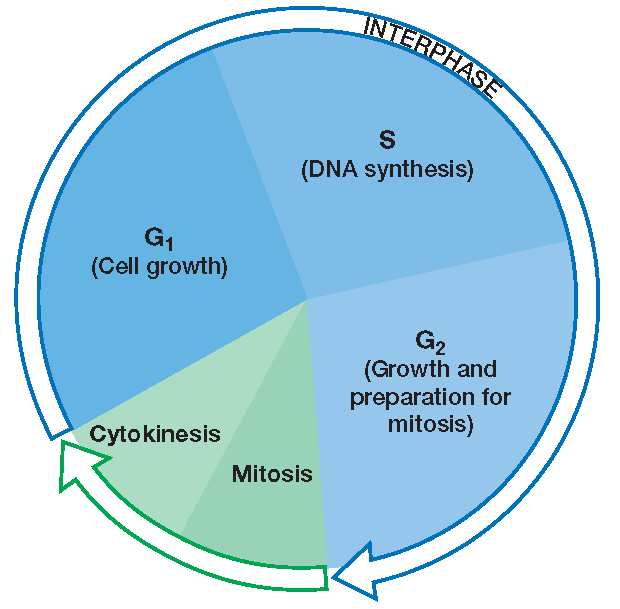 INTERPHASE
S
(DNA synthesis)
G₁
(Cell growth)
G₂
(Growth and
preparation for
mitosis)
Cytokinesis
Mitosis